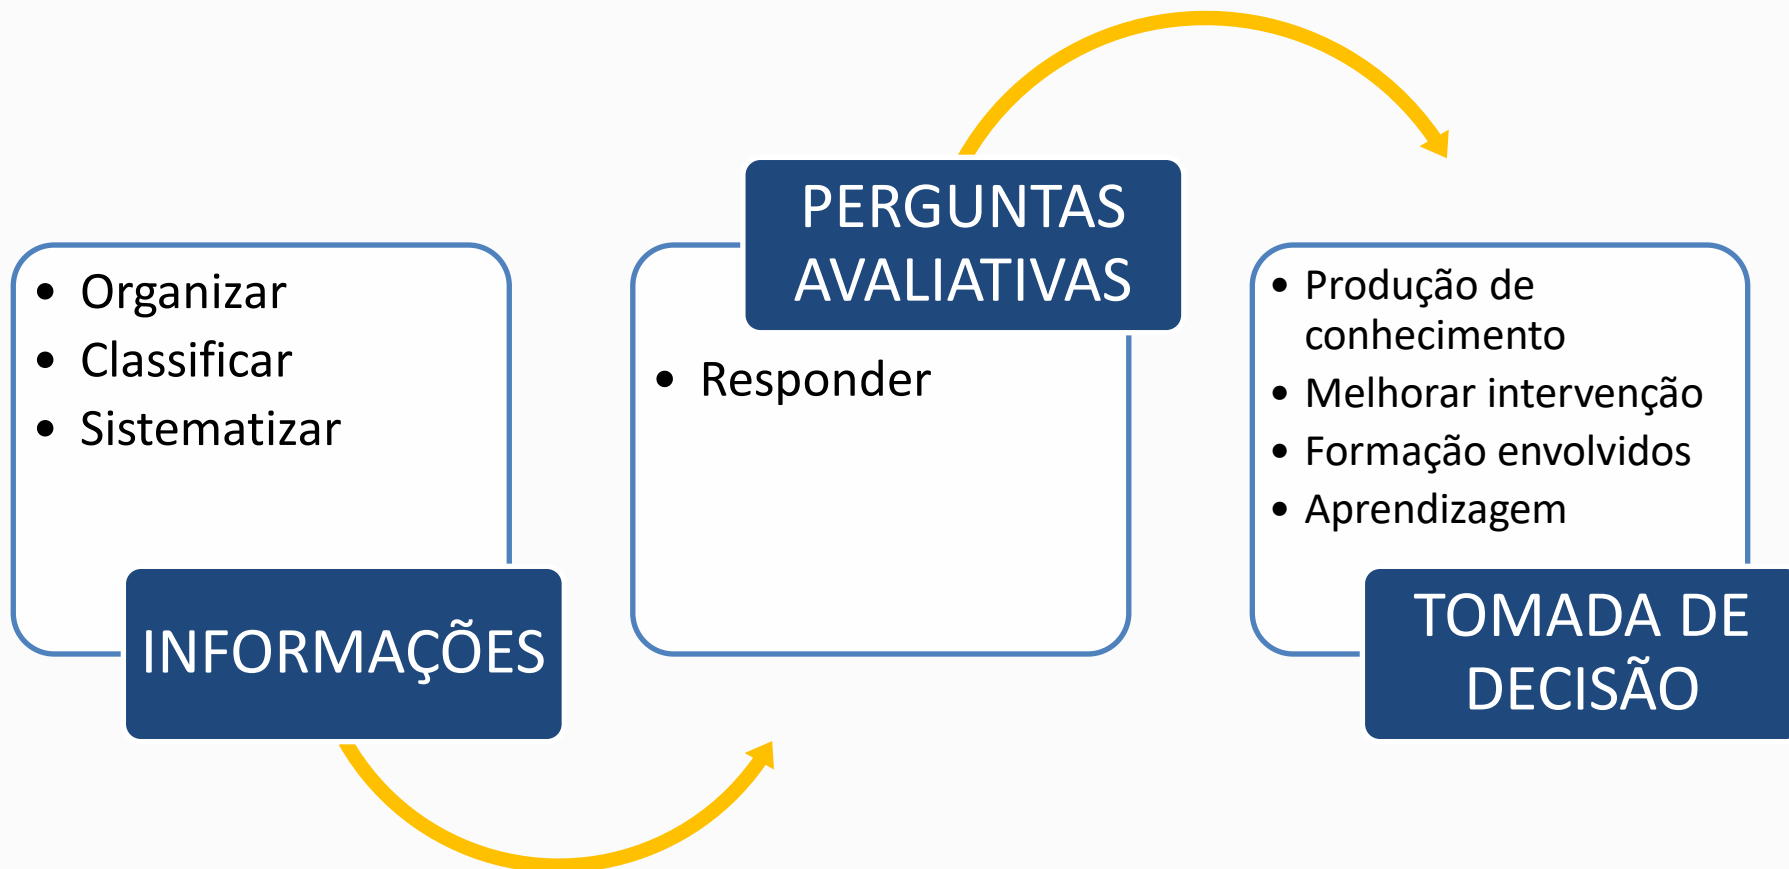 • Organizar
• Classificar
• Sistematizar
INFORMAÇÕES
PERGUNTAS
AVALIATIVAS
• Responder
• Produção de
conhecimento
• Melhorar intervenção
• Formação envolvidos
• Aprendizagem
TOMADA DE
DECISÃO